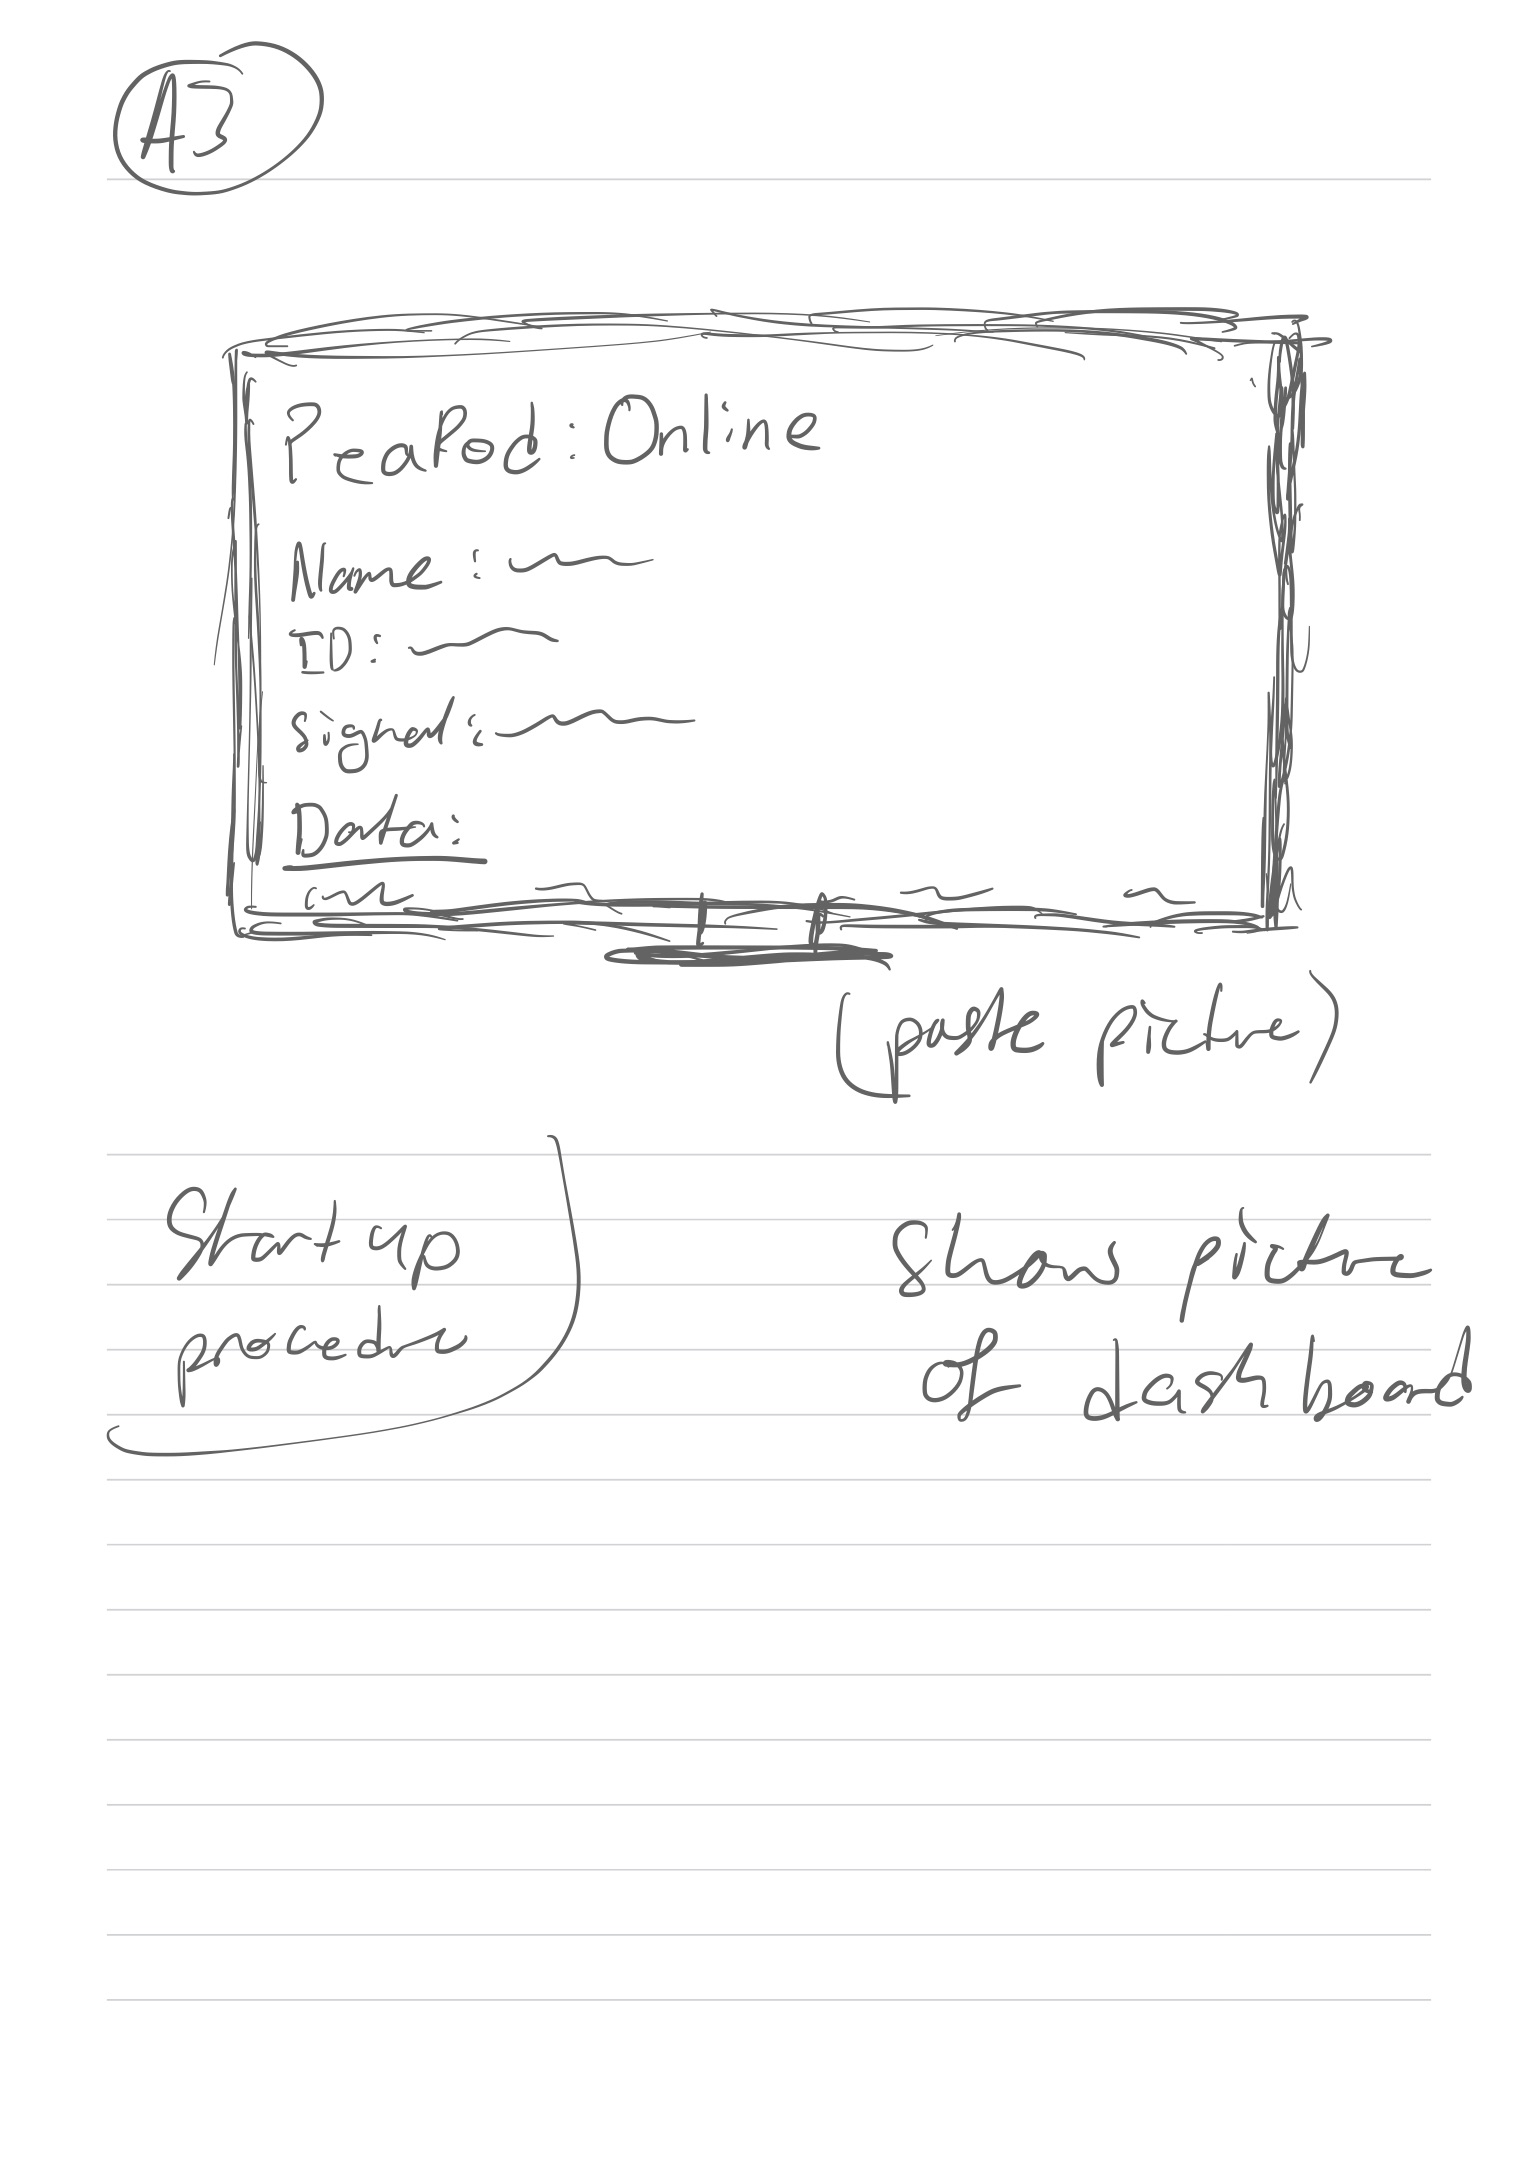 A3
PeaPod: Online
Name:
ID:
Signed:
Data:
(paste picture)
Start up
procedure
Show picture
of dashboard